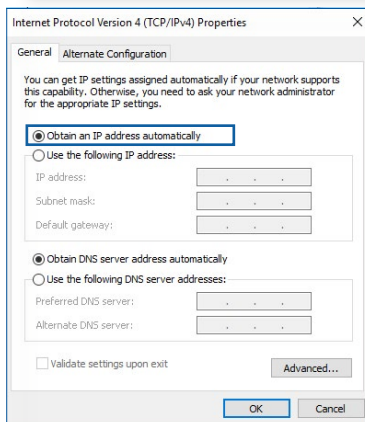 Internet Protocol Version 4 (TCP/IPv4) Properties
General
Alternate Configuration
You can get IP settings assigned automatically if your network supports
this capability. Otherwise, you need to ask your network administrator
for the appropriate IP settings.
Obtain an IP address automatically
Use the following IP address:
IP address:
Subnet mask:
Default gateway:
Obtain DNS server address automatically
Use the following DNS server addresses:
Preferred DNS server:
Alternate DNS server:
Validate settings upon exit
Advanced...
OK
Cancel